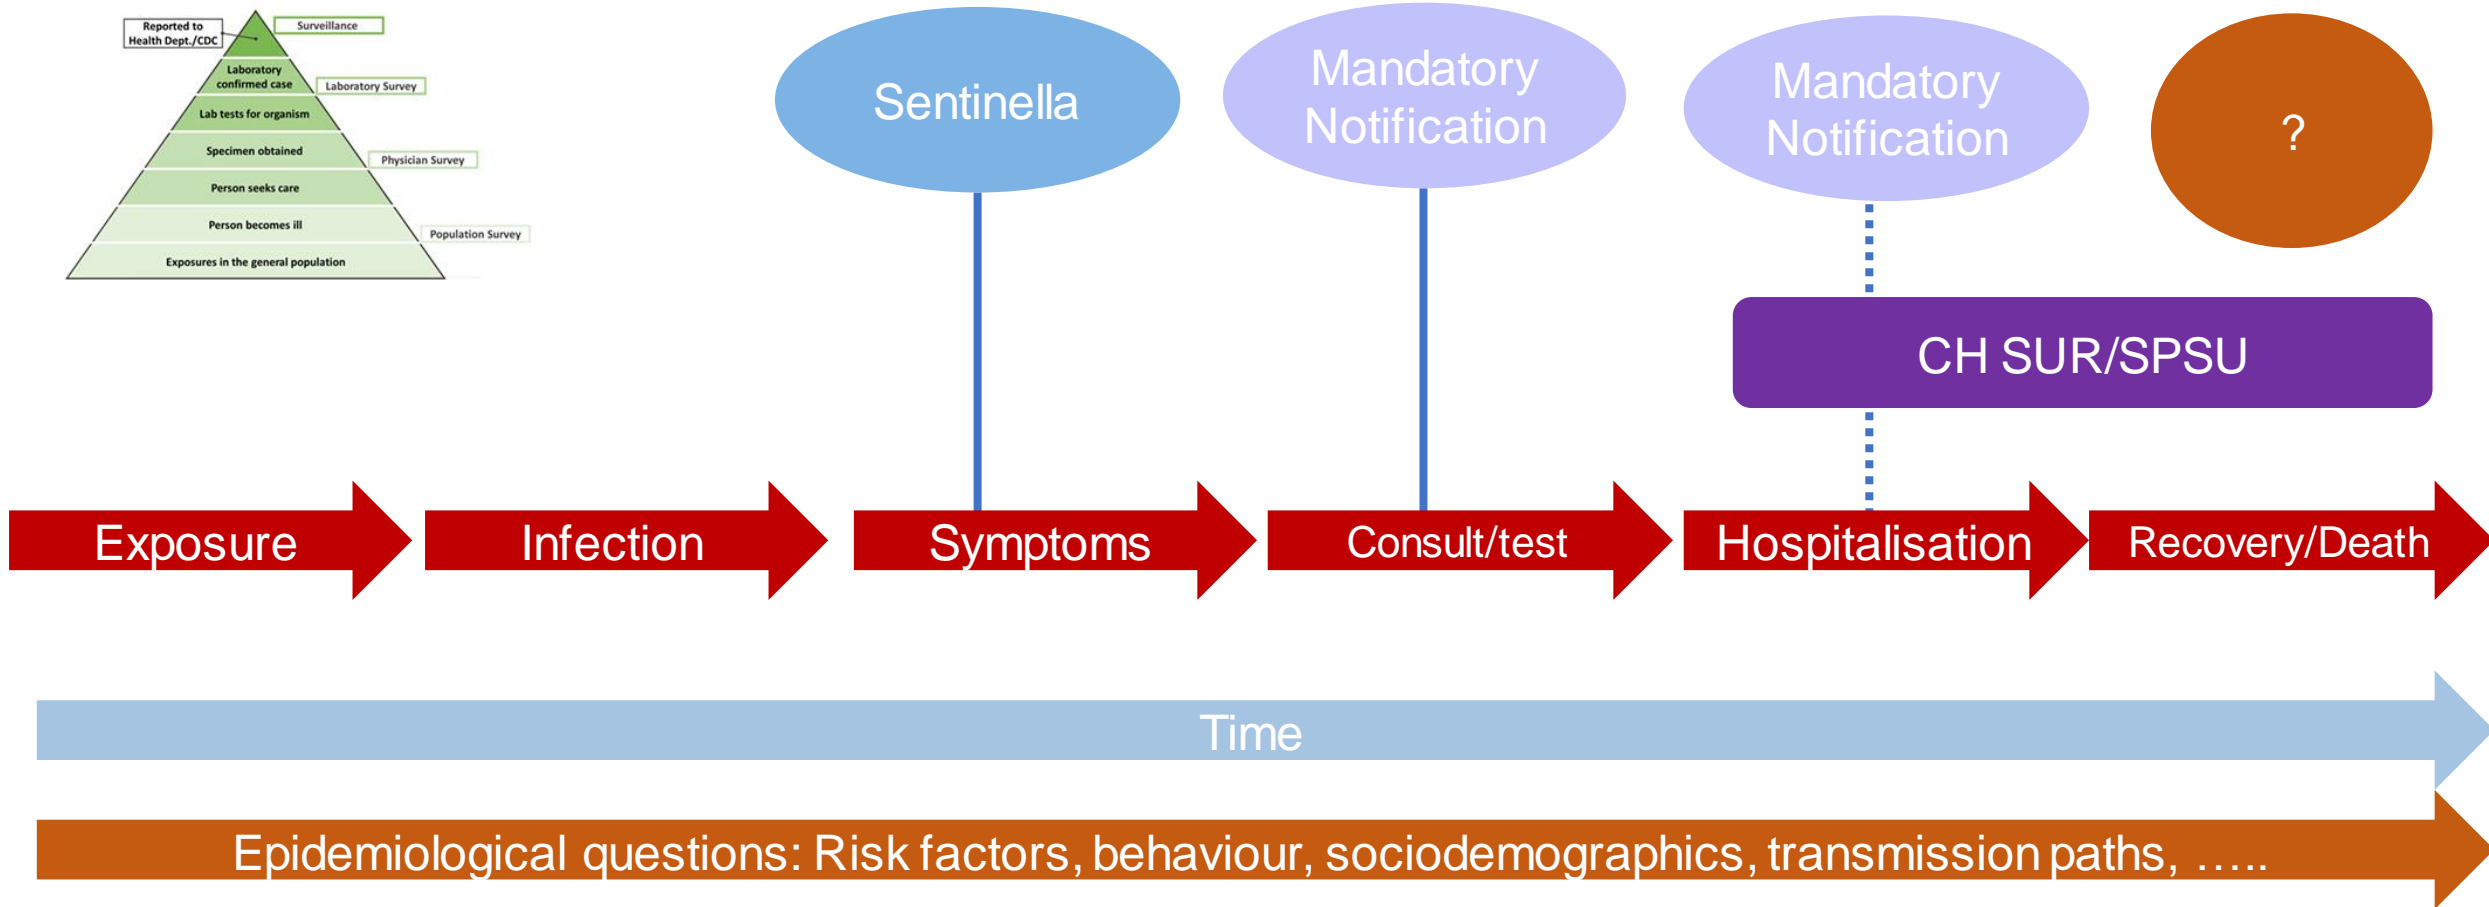 Reported to
Health Dept./CDC
Surveillance
Laboratory
confirmed case
Laboratory Survey
Lab tests for organism
Specimen obtained
Physician Survey
Person seeks care
Person becomes ill
Population Survey
Exposures in the general population
Sentinella
Mandatory
Notification
Mandatory
Notification
?
CH SUR/SPSU
Exposure
Infection
Symptoms
Consult/test
Hospitalisation
Recovery/Death
Time
Epidemiological questions: Risk factors, behaviour, sociodemographics, transmission paths, …..